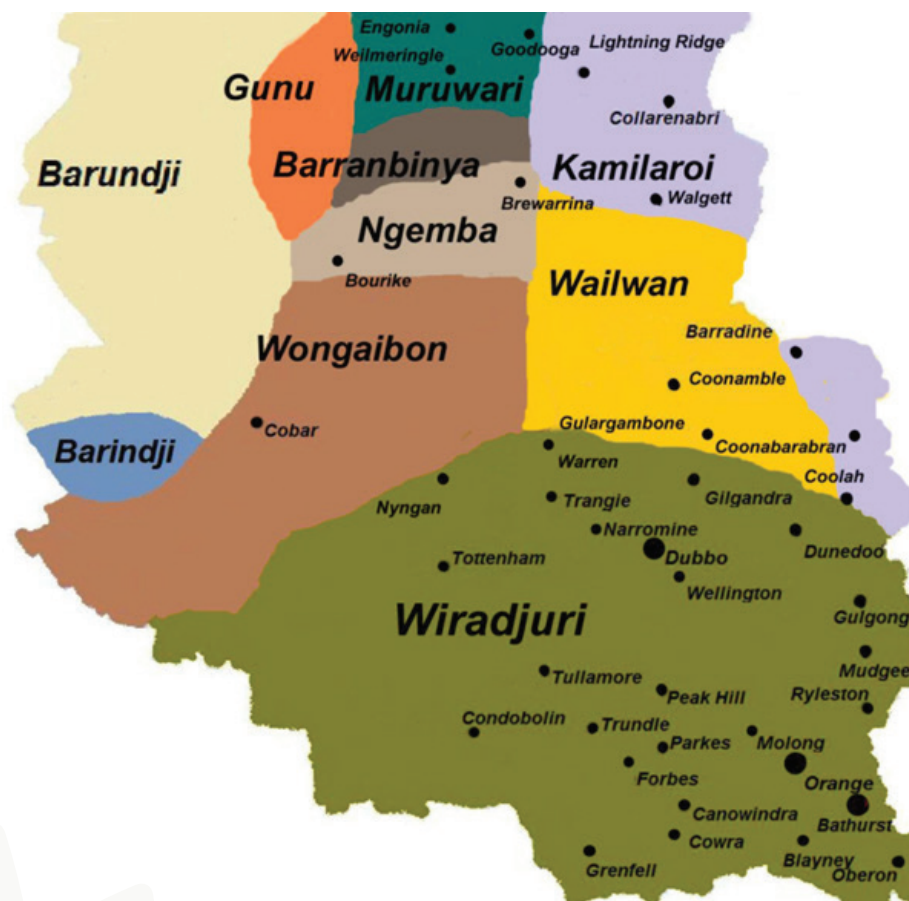 Engonia
Goodooga
Lightning Ridge
Weilmeringle
Gunu
Muruwari
Collarenabri
Barundji
Barranbinya
Kamilaroi
Brewarrina
Walgett
Ngemba
Bourike
Wailwan
Wongaibon
Barradine
Coonamble
Cobar
Gulargambone
Barindji
Coonabarabran
Warren
Coolah
Nyngan
Trangie
Gilgandra
Narromine
Dubbo
Dunedoo
Tottenham
Wellington
Wiradjuri
Gulgong
Mudgee
Tullamore
Peak Hill
Ryleston
Condobolin
Trundle
Parkes
Molong
Forbes
Orange
Canowindra
Bathurst
Cowra
Grenfell
Blayney
Oberon